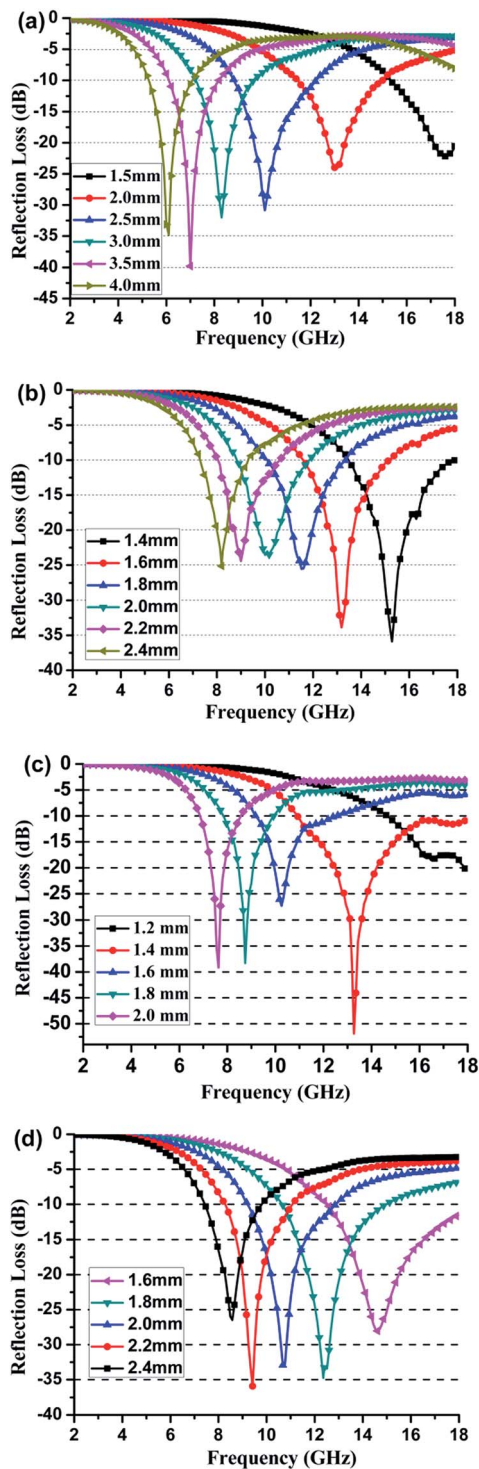 (a)
0
-5
-10
-15
-20
-25
-30
-35
-40
-45
Reflection Loss (dB)
1.5mm
2.0mm
2.5mm
3.0mm
3.5mm
4.0mm
2 4 6 8 10 12 14 16 18
Frequency (GHz)
(b)
0
-5
-10
-15
-20
-25
-30
-35
-40
Reflection Loss (dB)
1.4mm
1.6mm
1.8mm
2.0mm
2.2mm
2.4mm
2 4 6 8 10 12 14 16 18
Frequency (GHz)
(c)
0
-5
-10
-15
-20
-25
-30
-35
-40
-45
-50
Reflection Loss (dB)
1.2 mm
1.4 mm
1.6 mm
1.8 mm
2.0 mm
2 4 6 8 10 12 14 16 18
Frequency (GHz)
(d)
0
-5
-10
-15
-20
-25
-30
-35
-40
Reflection Loss (dB)
1.6mm
1.8mm
2.0mm
2.2mm
2.4mm
2 4 6 8 10 12 14 16 18
Frequency (GHz)